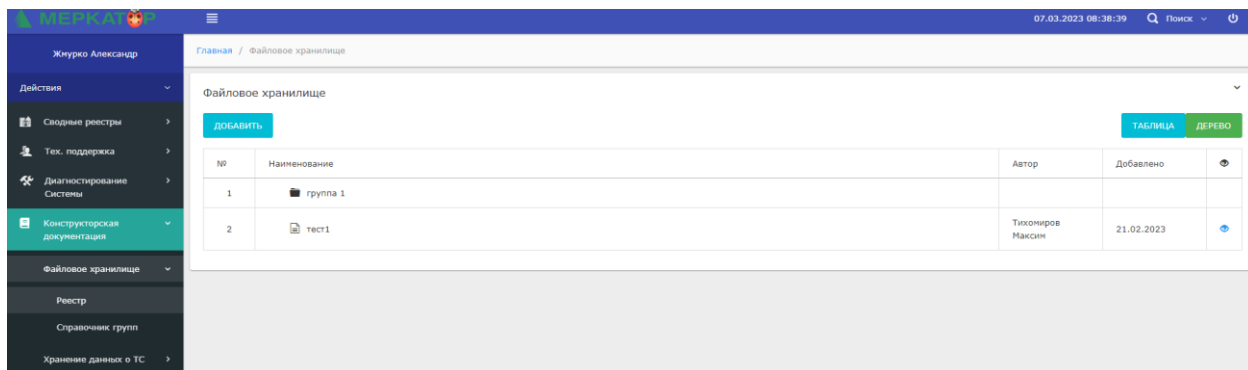 МЕРКАТОР
07.03.2023 08:38:39 Поиск
Жмурко Александр
Главная / Файловое хранилище
Действия
Файловое хранилище
Сводные реестры
ДОБАВИТЬ
ТАБЛИЦА ДЕРЕВО
Тех. поддержка
№ Наименование Автор Добавлено
Диагностирование
Системы
1 группа 1
Конструкторская
документация
2 тест1 Тихомиров
Максим 21.02.2023
Файловое хранилище
Реестр
Справочник групп
Хранение данных о ТС